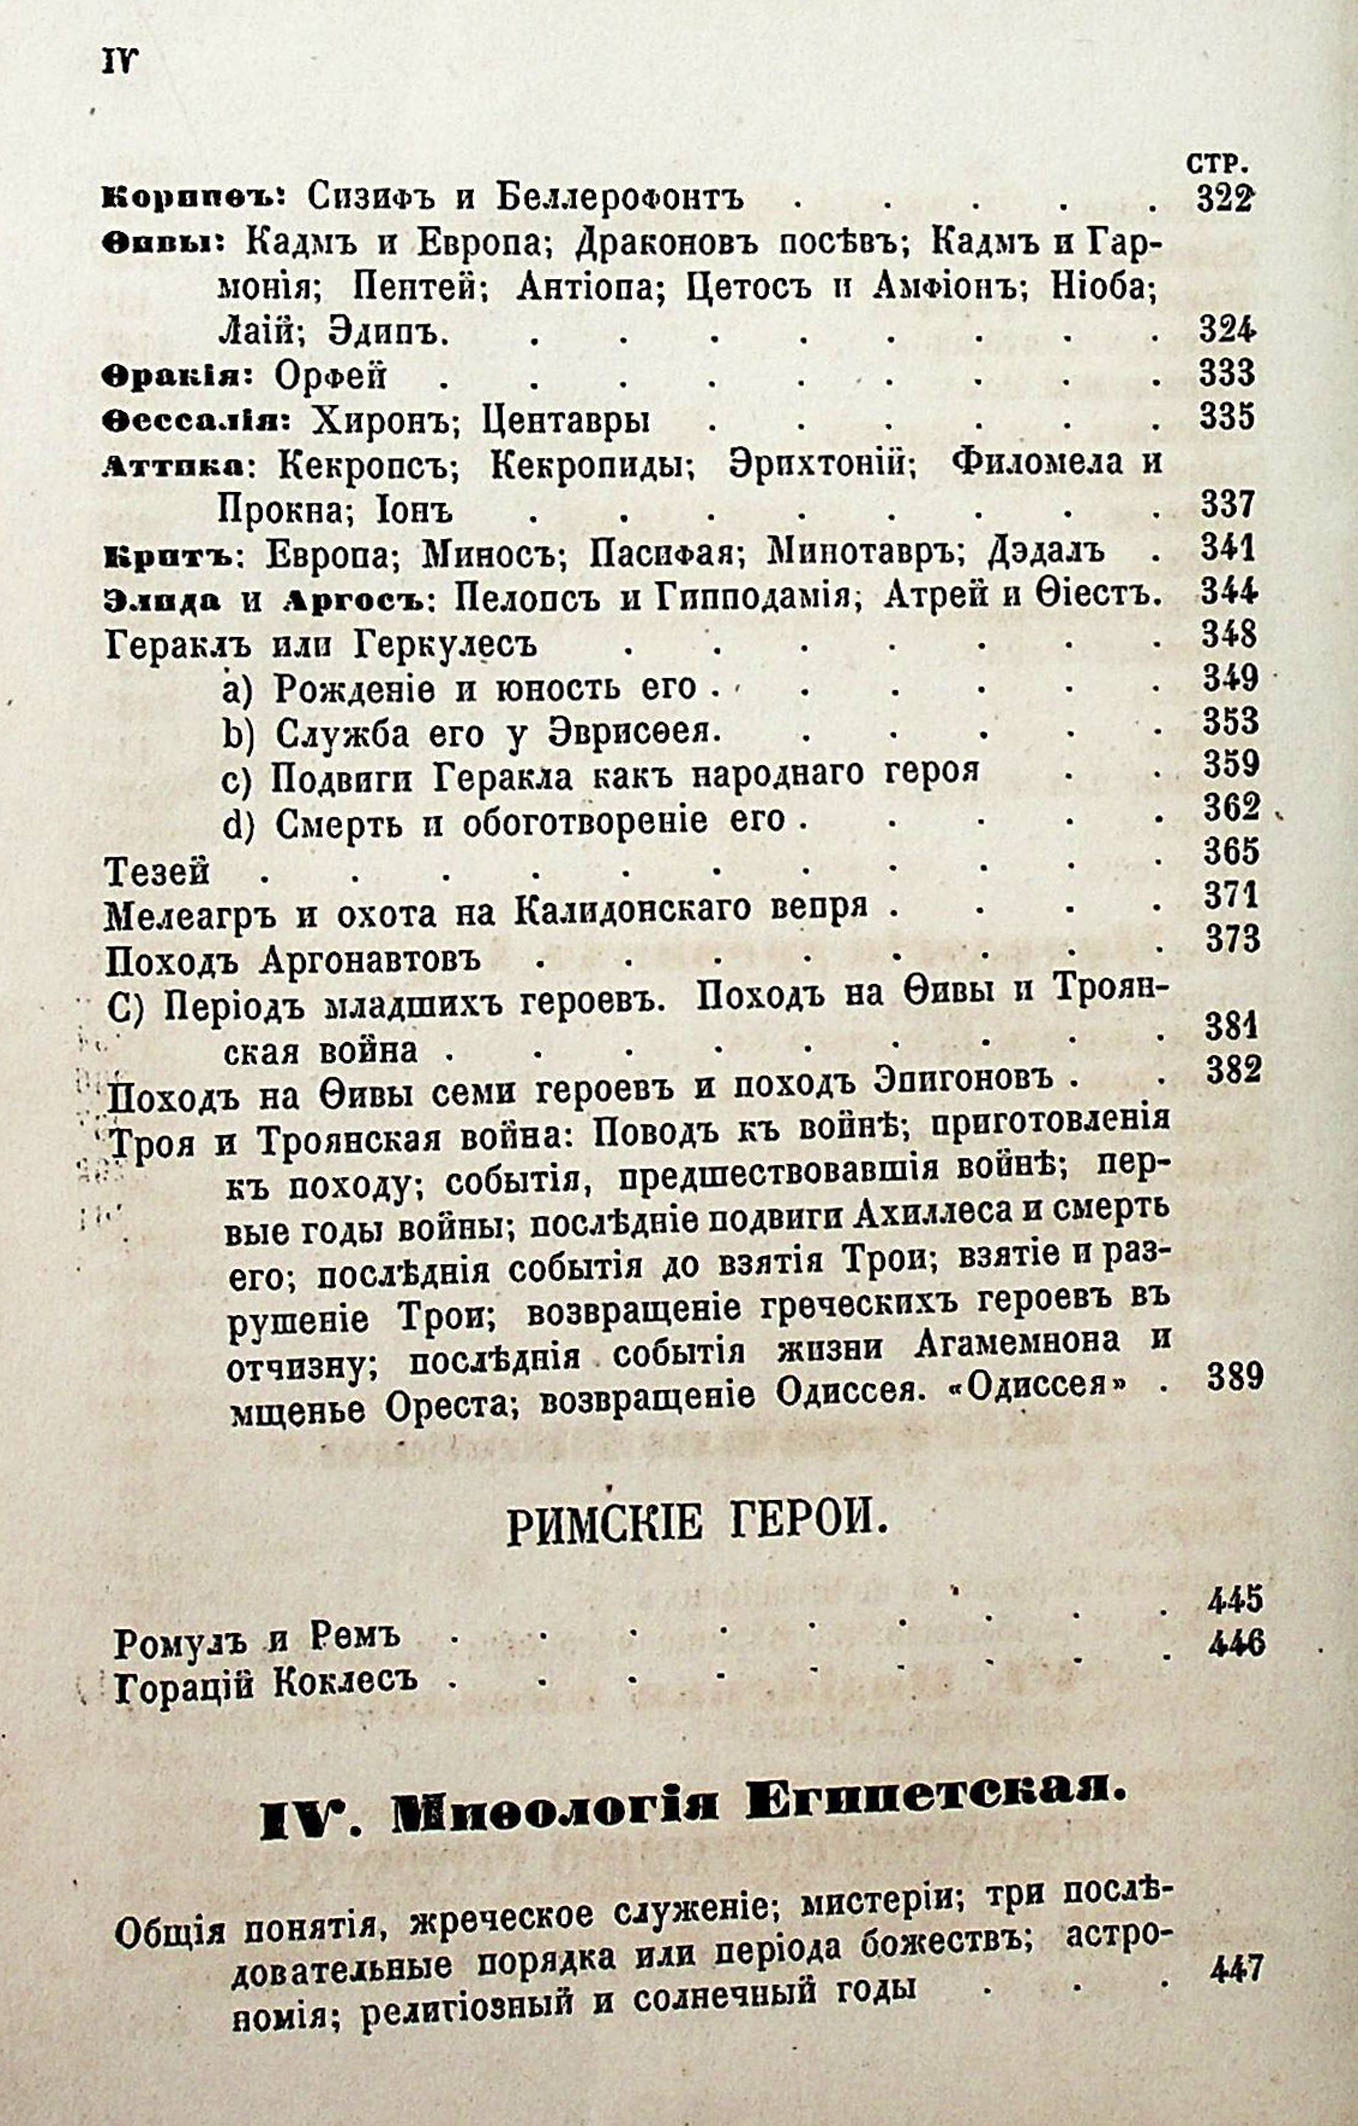 IV
СТР.
Коринѳъ: Сизифъ и Беллерофонтъ . . . . . 322
Ѳивы: Кадмъ и Европа; Драконовъ посѣвъ; Кадмъ и Гар-
монія; Пентей; Антіопа; Цетосъ и Амфіонъ; Ніоба;
Лаій; Эдипъ. . . . . . . . . 324
Ѳракія: Орфей . . . . . . . . . 333
Ѳессалія: Хиронъ; Центавры . . . . . . 335
Аттика: Кекропсъ; Кекропиды; Эрихтоній; Филомела и
Прокна; Іонъ . . . . . . . . 337
Критъ: Европа; Миносъ; Пасифая; Минотавръ; Дэдалъ . 341
Элида и Аргосъ: Пелопсъ и Гипподамія; Атрей и Ѳіестъ. 344
Гераклъ или Геркулесъ . . . . . . . 348
a) Рожденіе и юность его . . . . . . 349
b) Служба его у Эврисѳея. . . . . . 353
c) Подвиги Геракла какъ народнаго героя . . 359
d) Смерть и обоготвореніе его . . . . . 362
Тезей . . . . . . . . . . . 365
Мелеагръ и охота на Калидонскаго вепря . . . . 371
Походъ Аргонавтовъ . . . . . . . . 373
C) Періодъ младшихъ героевъ. Походъ на Ѳивы и Троян-
ская война . . . . . . . . . 381
Походъ на Ѳивы семи героевъ и походъ Эпигоновъ . . 382
Троя и Троянская война: Поводъ къ войнѣ; приготовленія
къ походу; событія, предшествовавшія войнѣ; пер-
вые годы войны; послѣдніе подвиги Ахиллеса и смерть
его; послѣднія событія до взятія Трои; взятіе и раз-
рушеніе Трои; возвращеніе греческихъ героевъ въ
отчизну; послѣднія событія жизни Агамемнона и
мщенье Ореста; возвращеніе Одиссея. «Одиссея» . 389
РИМСКІЕ ГЕРОИ.
Ромулъ и Ремъ . . . . . . . . . 445
Горацій Коклесъ . . . . . . . . . 446
IV. Миѳологія Египетская.
Общія понятія, жреческое служеніе; мистеріи; три послѣ-
довательные порядка или періода божествъ; астро-
номія; религіозный и солнечный годы . . . 447